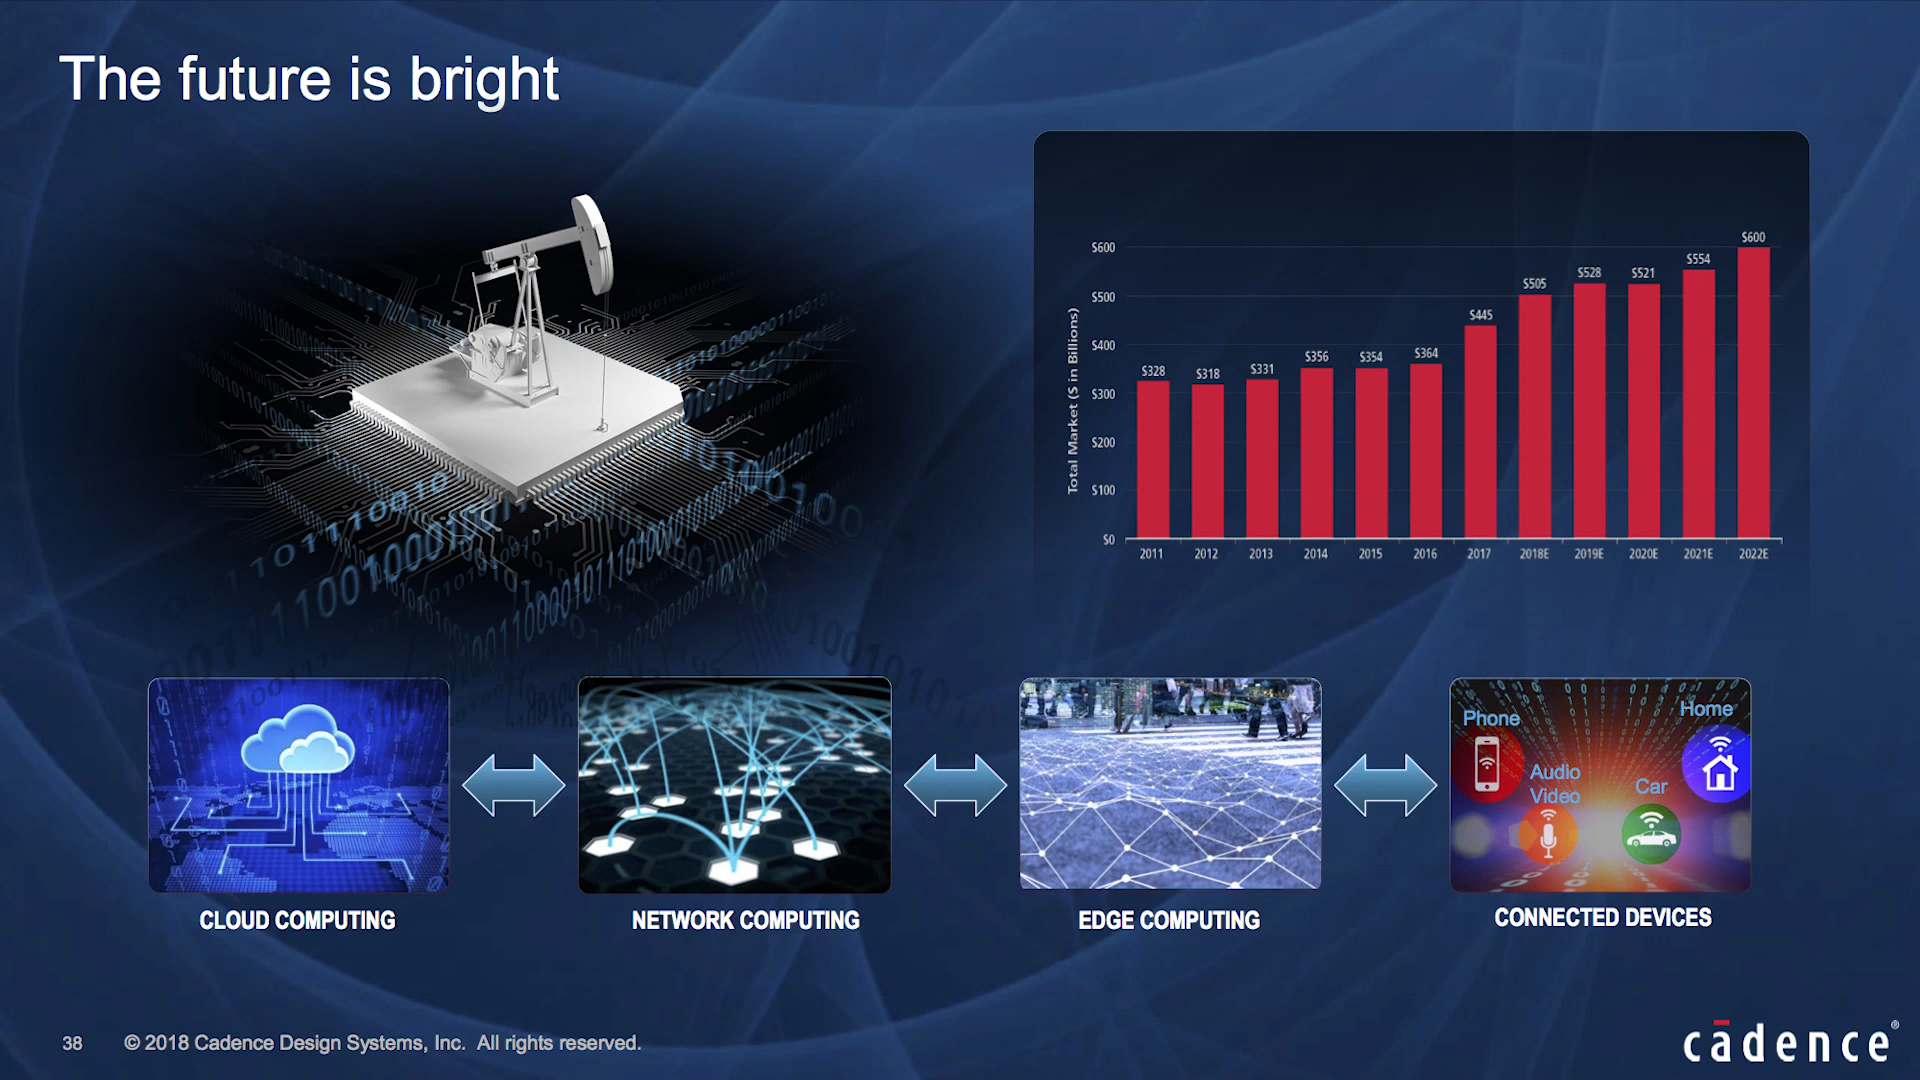 The future is bright
Total Market ($ in Billions)
$600
$500
$400
$300
$200
$100
$0
$328
$318
$331
$356
$354
$364
$445
$505
$528
$521
$554
$600
2011
2012
2013
2014
2015
2016
2017
2018E
2019E
2020E
2021E
2022E
Phone
Home
Audio
Video
Car
CLOUD COMPUTING
NETWORK COMPUTING
EDGE COMPUTING
CONNECTED DEVICES
38
© 2018 Cadence Design Systems, Inc. All rights reserved.
cādence®